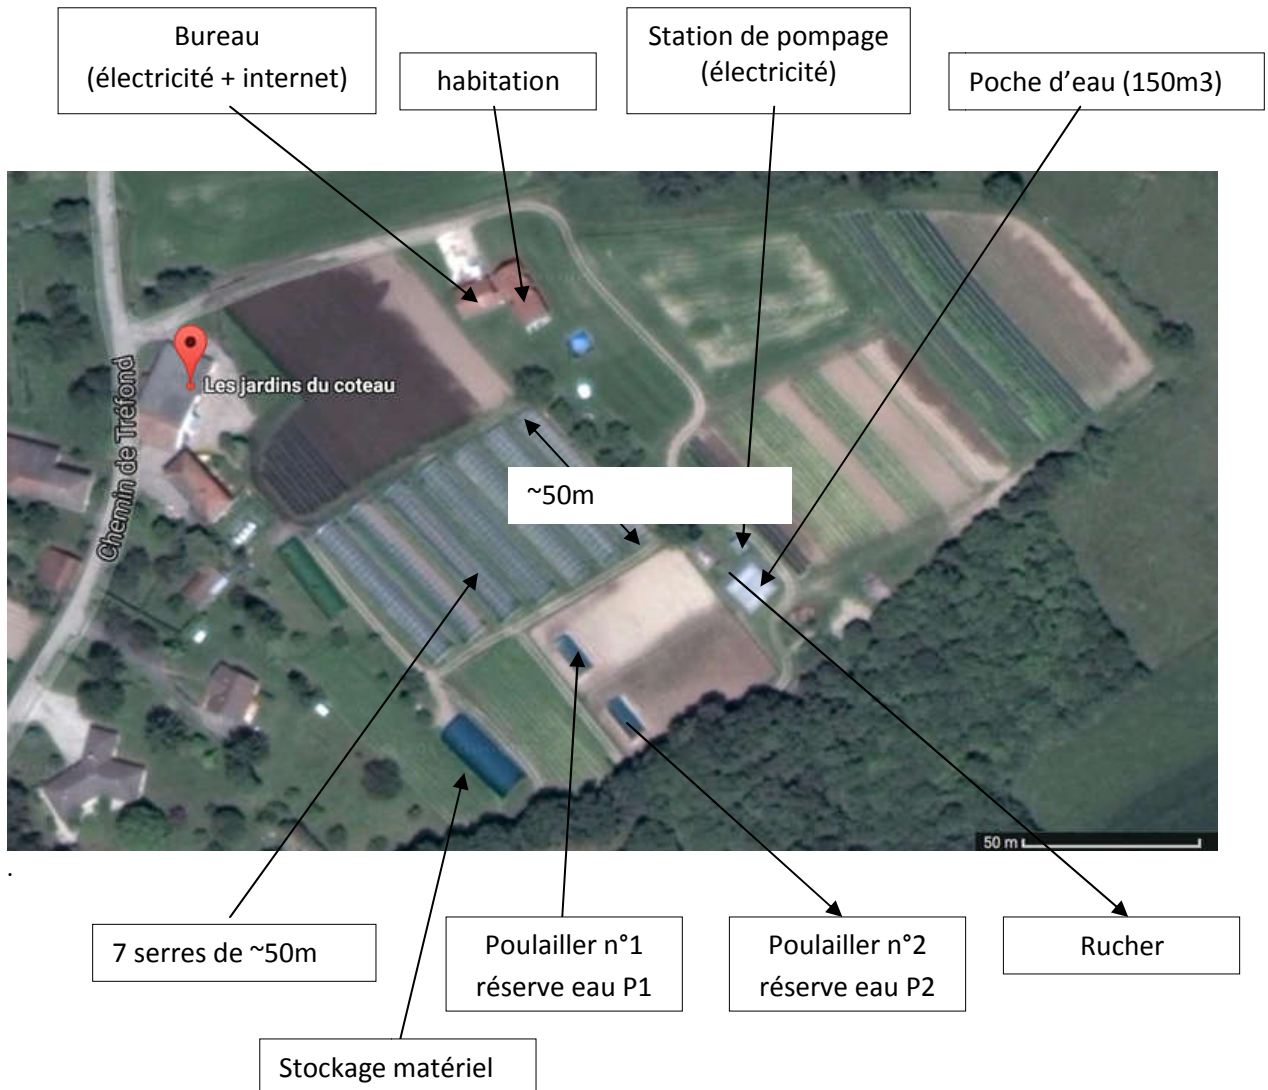 Bureau
(électricité + internet)
habitation
Station de pompage
(électricité)
Poche d’eau (150m3)
Les jardins du coteau
Chemin de Tréfond
~50m
50 m
.
7 serres de ~50m
Poulailler n°1
réserve eau P1
Poulailler n°2
réserve eau P2
Rucher
Stockage matériel